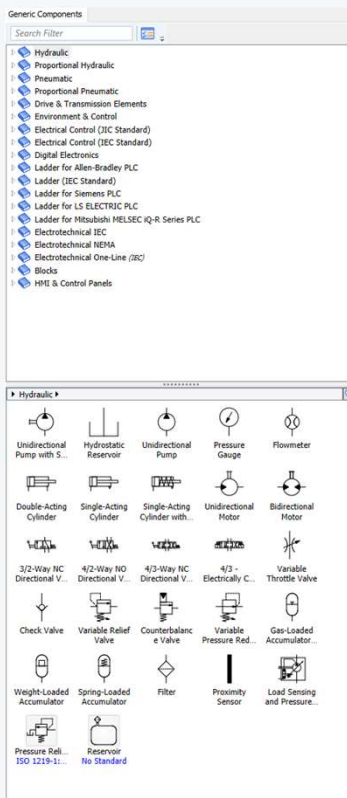 Generic Components
Search Filter
Hydraulic
Proportional Hydraulic
Pneumatic
Proportional Pneumatic
Drive & Transmission Elements
Environment & Control
Electrical Control (JIC Standard)
Electrical Control (IEC Standard)
Digital Electronics
Ladder for Allen-Bradley PLC
Ladder (IEC Standard)
Ladder for Siemens PLC
Ladder for LS ELECTRIC PLC
Ladder for Mitsubishi MELSEC iQ-R Series PLC
Electrotechnical IEC
Electrotechnical NEMA
Electrotechnical One-Line (IEC)
Blocks
HMI & Control Panels
Hydraulic
Unidirectional Hydrostatic Unidirectional Pressure Flowmeter
Pump with S... Reservoir Pump Gauge
Double-Acting Single-Acting Single-Acting Unidirectional Bidirectional
Cylinder Cylinder Cylinder with... Motor Motor
3/2-Way NC 4/2-Way NO 4/3-Way NC 4/3 - Variable
Directional V... Directional V... Directional V... Electrically C... Throttle Valve
Check Valve Variable Relief Counterbalanc Variable Gas-Loaded
Valve e Valve Pressure Red... Accumulator...
Weight-Loaded Spring-Loaded Filter Proximity Load Sensing
Accumulator Accumulator Sensor and Pressure...
Pressure Reli... Reservoir
ISO 1219-1:... No Standard